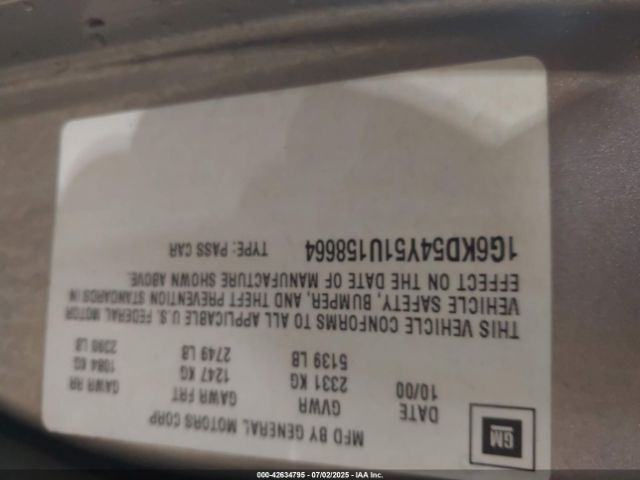 GM
MFD BY GENERAL MOTORS CORP
DATE GVWR GAWR FRT GAWR RR
10/00 2331 KG 1247 KG 1084 KG
5139 LB 2749 LB 2390 LB
THIS VEHICLE CONFORMS TO ALL APPLICABLE U.S. FEDERAL MOTOR
VEHICLE SAFETY, BUMPER, AND THEFT PREVENTION STANDARDS IN
EFFECT ON THE DATE OF MANUFACTURE SHOWN ABOVE.
1G6KD54Y51U158664 TYPE: PASS CAR
000-42634795 - 07/02/2025 - IAA Inc.